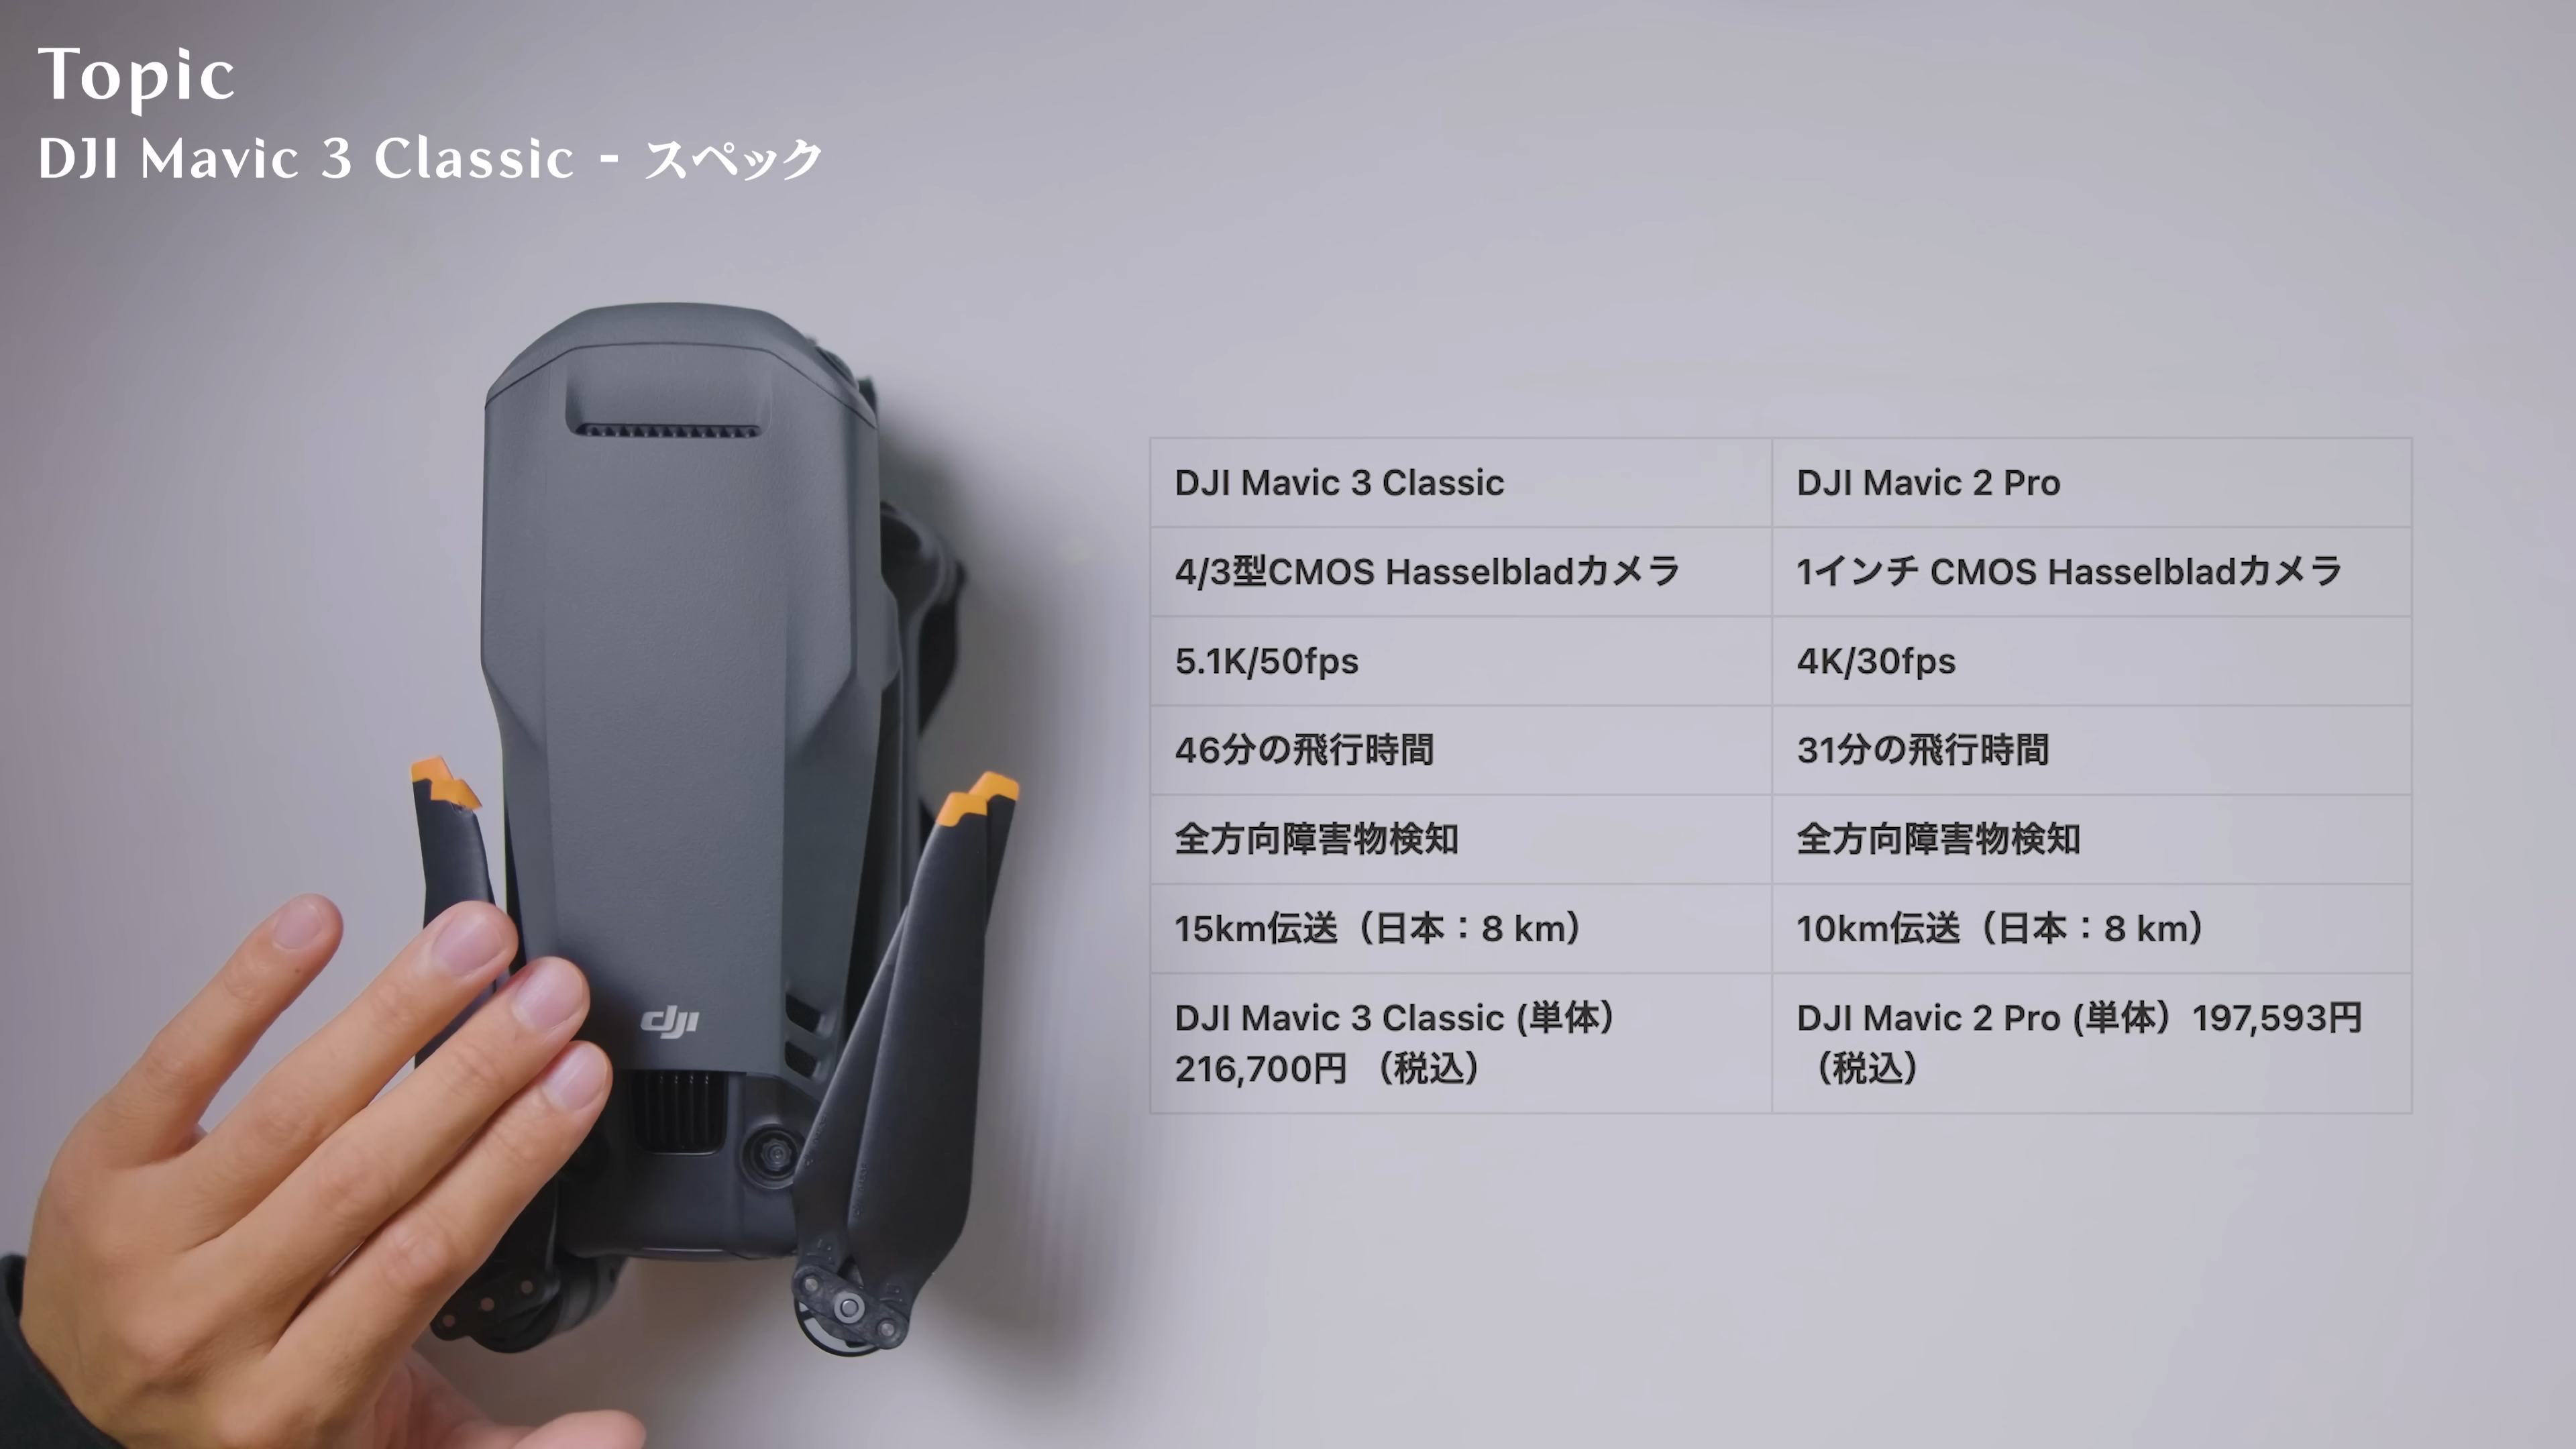 Topic
DJI Mavic 3 Classic - スペック
dji
DJI Mavic 3 Classic
DJI Mavic 2 Pro
4/3型CMOS Hasselbladカメラ
1インチ CMOS Hasselbladカメラ
5.1K/50fps
4K/30fps
46分の飛行時間
31分の飛行時間
全方向障害物検知
全方向障害物検知
15km伝送（日本：8 km）
10km伝送（日本：8 km）
DJI Mavic 3 Classic (単体）
216,700円 （税込）
DJI Mavic 2 Pro (単体）197,593円
（税込）